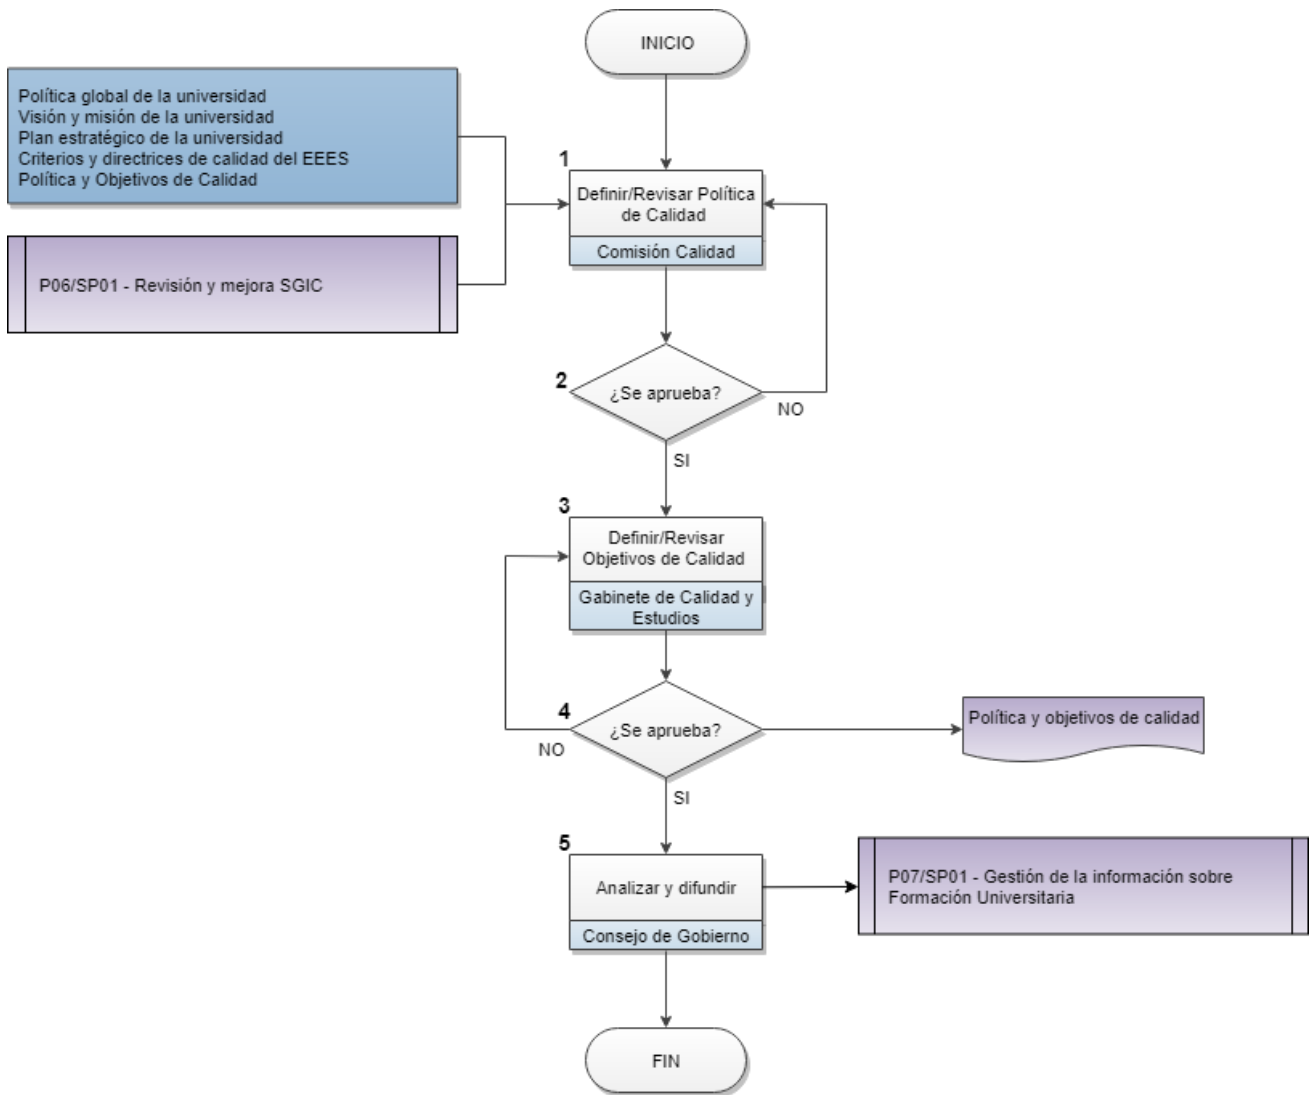 INICIO
Política global de la universidad
Visión y misión de la universidad
Plan estratégico de la universidad
Criterios y directrices de calidad del EEES
Política y Objetivos de Calidad
1
Definir/Revisar Política
de Calidad
Comisión Calidad
P06/SP01 - Revisión y mejora SGIC
2
¿Se aprueba?
NO
SI
3
Definir/Revisar
Objetivos de Calidad
Gabinete de Calidad y
Estudios
4
¿Se aprueba?
NO
Política y objetivos de calidad
SI
5
Analizar y difundir
Consejo de Gobierno
P07/SP01 - Gestión de la información sobre
Formación Universitaria
FIN